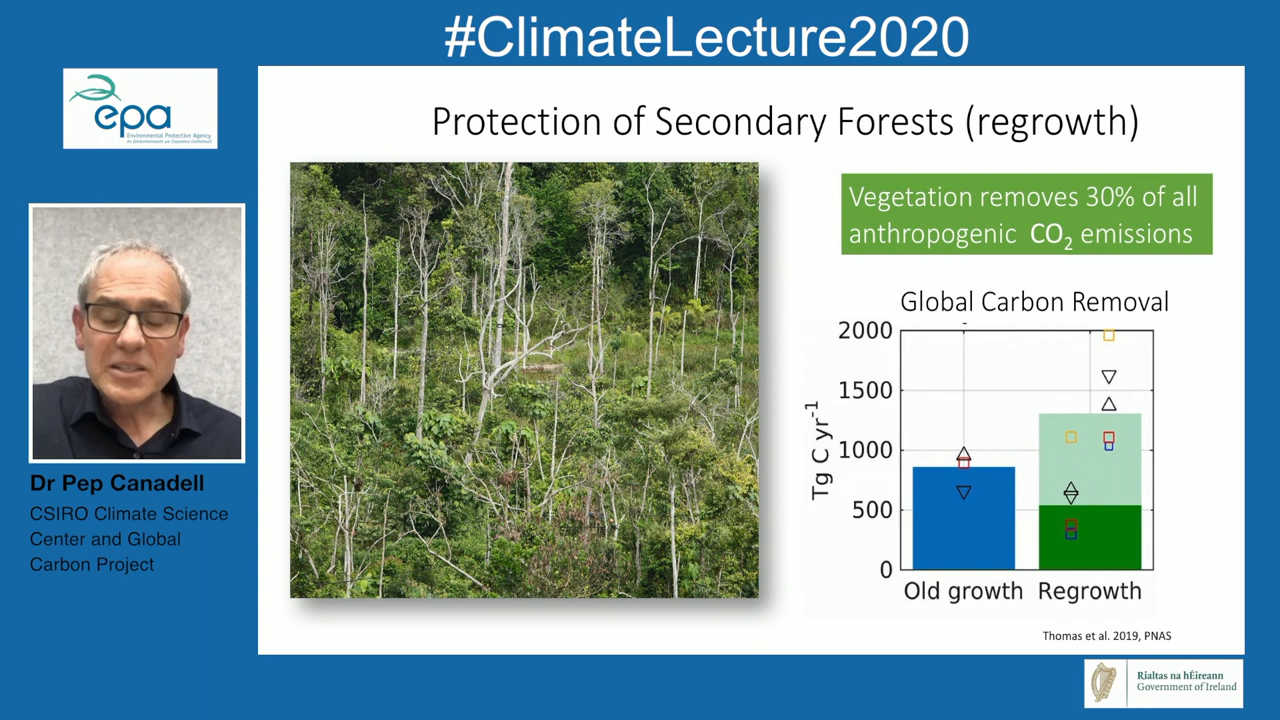 #ClimateLecture2020
epa
Environmental Protection Agency
Protection of Secondary Forests (regrowth)
Vegetation removes 30% of all
anthropogenic CO₂ emissions
Global Carbon Removal
Tg C yr⁻¹
2000
1500
1000
500
0
Old growth
Regrowth
Thomas et al. 2019, PNAS
Dr Pep Canadell
CSIRO Climate Science
Center and Global
Carbon Project
Rialtas na hÉireann
Government of Ireland